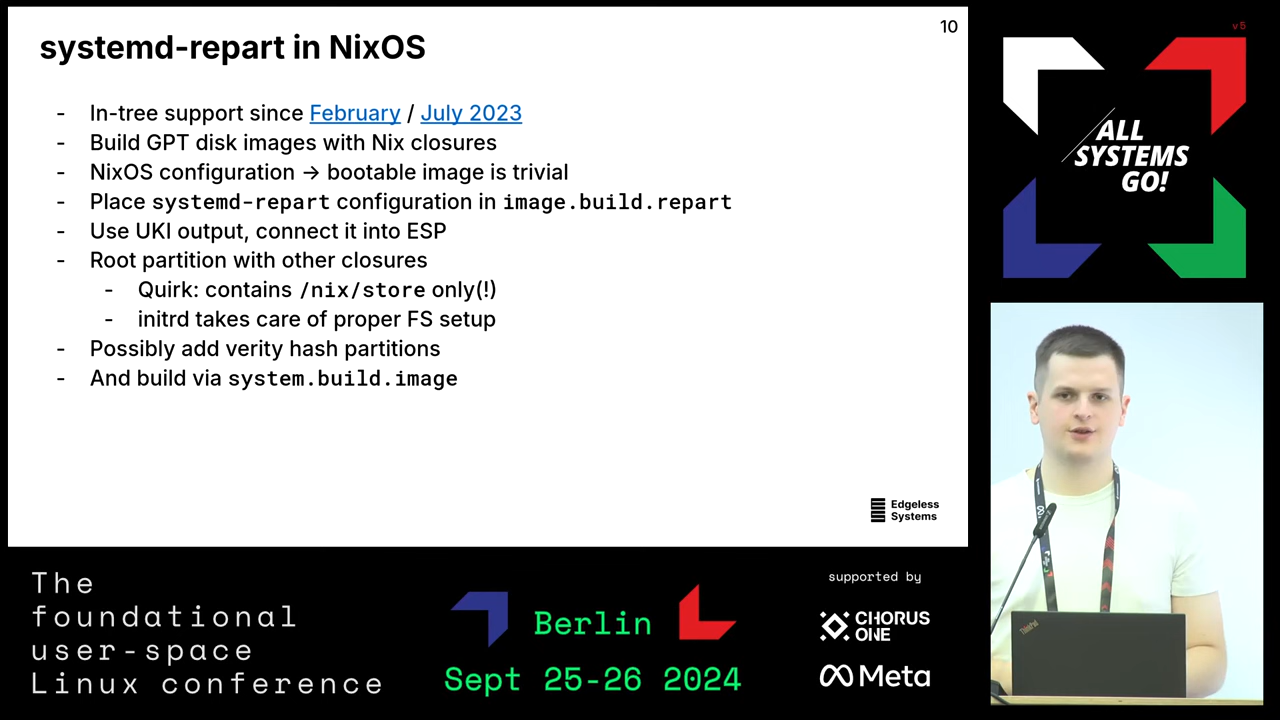 10
systemd-repart in NixOS
- In-tree support since February / July 2023
- Build GPT disk images with Nix closures
- NixOS configuration → bootable image is trivial
- Place systemd-repart configuration in image.build.repart
- Use UKI output, connect it into ESP
- Root partition with other closures
- Quirk: contains /nix/store only(!)
- initrd takes care of proper FS setup
- Possibly add verity hash partitions
- And build via system.build.image
Edgeless
Systems
v5
ALL
SYSTEMS
GO!
ThinkPad
The
foundational
user-space
Linux conference
Berlin
Sept 25-26 2024
supported by
CHORUS
ONE
Meta